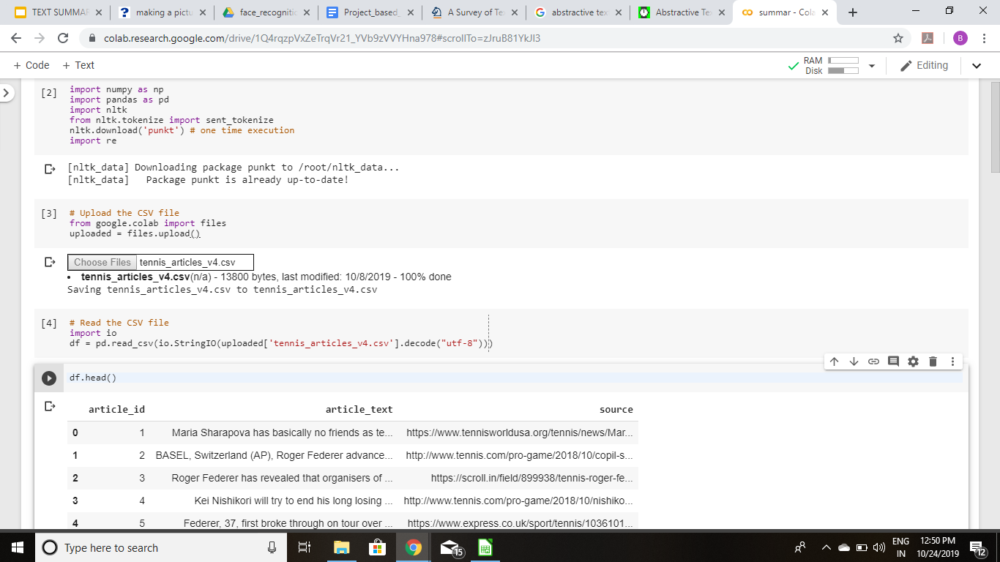 TEXT SUMMAR
making a pictu
face_recognitic
Project_based_
A Survey of Te
abstractive tex
Abstractive Te
summar - Cola
colab.research.google.com/drive/1Q4rqzpVxZeTrqVr21_YVb9zVVYHna978#scrollTo=zJruB81YkJI3
B
+ Code + Text
RAM
Disk
Editing
[2] import numpy as np
import pandas as pd
import nltk
from nltk.tokenize import sent_tokenize
nltk.download('punkt') # one time execution
import re
[nltk_data] Downloading package punkt to /root/nltk_data...
[nltk_data]   Package punkt is already up-to-date!
[3] # Upload the CSV file
from google.colab import files
uploaded = files.upload()
Choose Files tennis_articles_v4.csv
• tennis_articles_v4.csv(n/a) - 13800 bytes, last modified: 10/8/2019 - 100% done
Saving tennis_articles_v4.csv to tennis_articles_v4.csv
[4] # Read the CSV file
import io
df = pd.read_csv(io.StringIO(uploaded['tennis_articles_v4.csv'].decode("utf-8")))
df.head()
article_id article_text source
0 1 Maria Sharapova has basically no friends as te... https://www.tennisworldusa.org/tennis/news/Mar...
1 2 BASEL, Switzerland (AP), Roger Federer advance... http://www.tennis.com/pro-game/2018/10/copil-s...
2 3 Roger Federer has revealed that organisers of ... https://scroll.in/field/899938/tennis-roger-fe...
3 4 Kei Nishikori will try to end his long losing ... http://www.tennis.com/pro-game/2018/10/nishiko...
4 5 Federer, 37, first broke through on tour over ... https://www.express.co.uk/sport/tennis/1036101...
Type here to search
15
ENG
IN
12:50 PM
10/24/2019
12